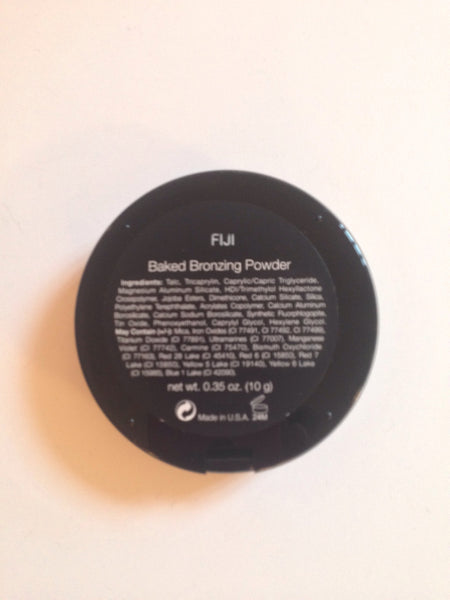 FIJI
Baked Bronzing Powder
Ingredients: Talc, Tricaprylin, Caprylic/Capric Triglyceride,
Magnesium Aluminum Silicate, HDI/Trimethylol Hexyllactone
Crosspolymer, Jojoba Esters, Dimethicone, Calcium Silicate, Silica,
Polyethylene Terephthalate, Acrylates Copolymer, Calcium Aluminum
Borosilicate, Calcium Sodium Borosilicate, Synthetic Fluorphlogopite,
Tin Oxide, Phenoxyethanol, Caprylyl Glycol, Hexylene Glycol.
May Contain (+/-): Mica, Iron Oxides (CI 77491, CI 77492, CI 77499),
Titanium Dioxide (CI 77891), Ultramarines (CI 77007), Manganese
Violet (CI 77742), Carmine (CI 75470), Bismuth Oxychloride
(CI 77163), Red 28 Lake (CI 45410), Red 6 (CI 15850), Red 7
Lake (CI 15850), Yellow 5 Lake (CI 19140), Yellow 6 Lake
(CI 15985), Blue 1 Lake (CI 42090).
net wt. 0.35 oz. (10 g)
Made in U.S.A. 24M